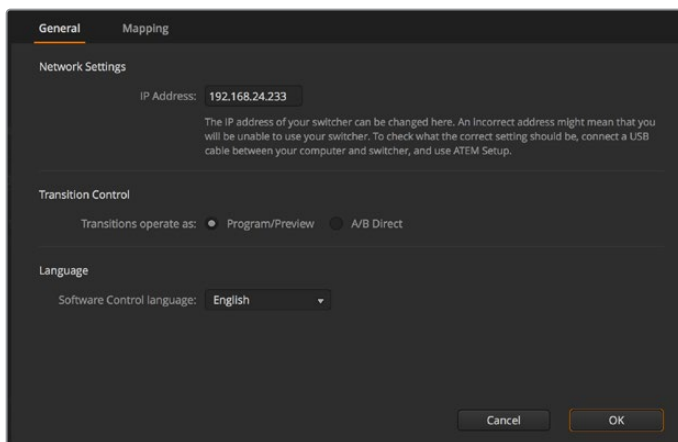 General Mapping
Network Settings
IP Address: 192.168.24.233
The IP address of your switcher can be changed here. An incorrect address might mean that you
will be unable to use your switcher. To check what the correct setting should be, connect a USB
cable between your computer and switcher, and use ATEM Setup.
Transition Control
Transitions operate as: Program/Preview A/B Direct
Language
Software Control language: English
Cancel OK